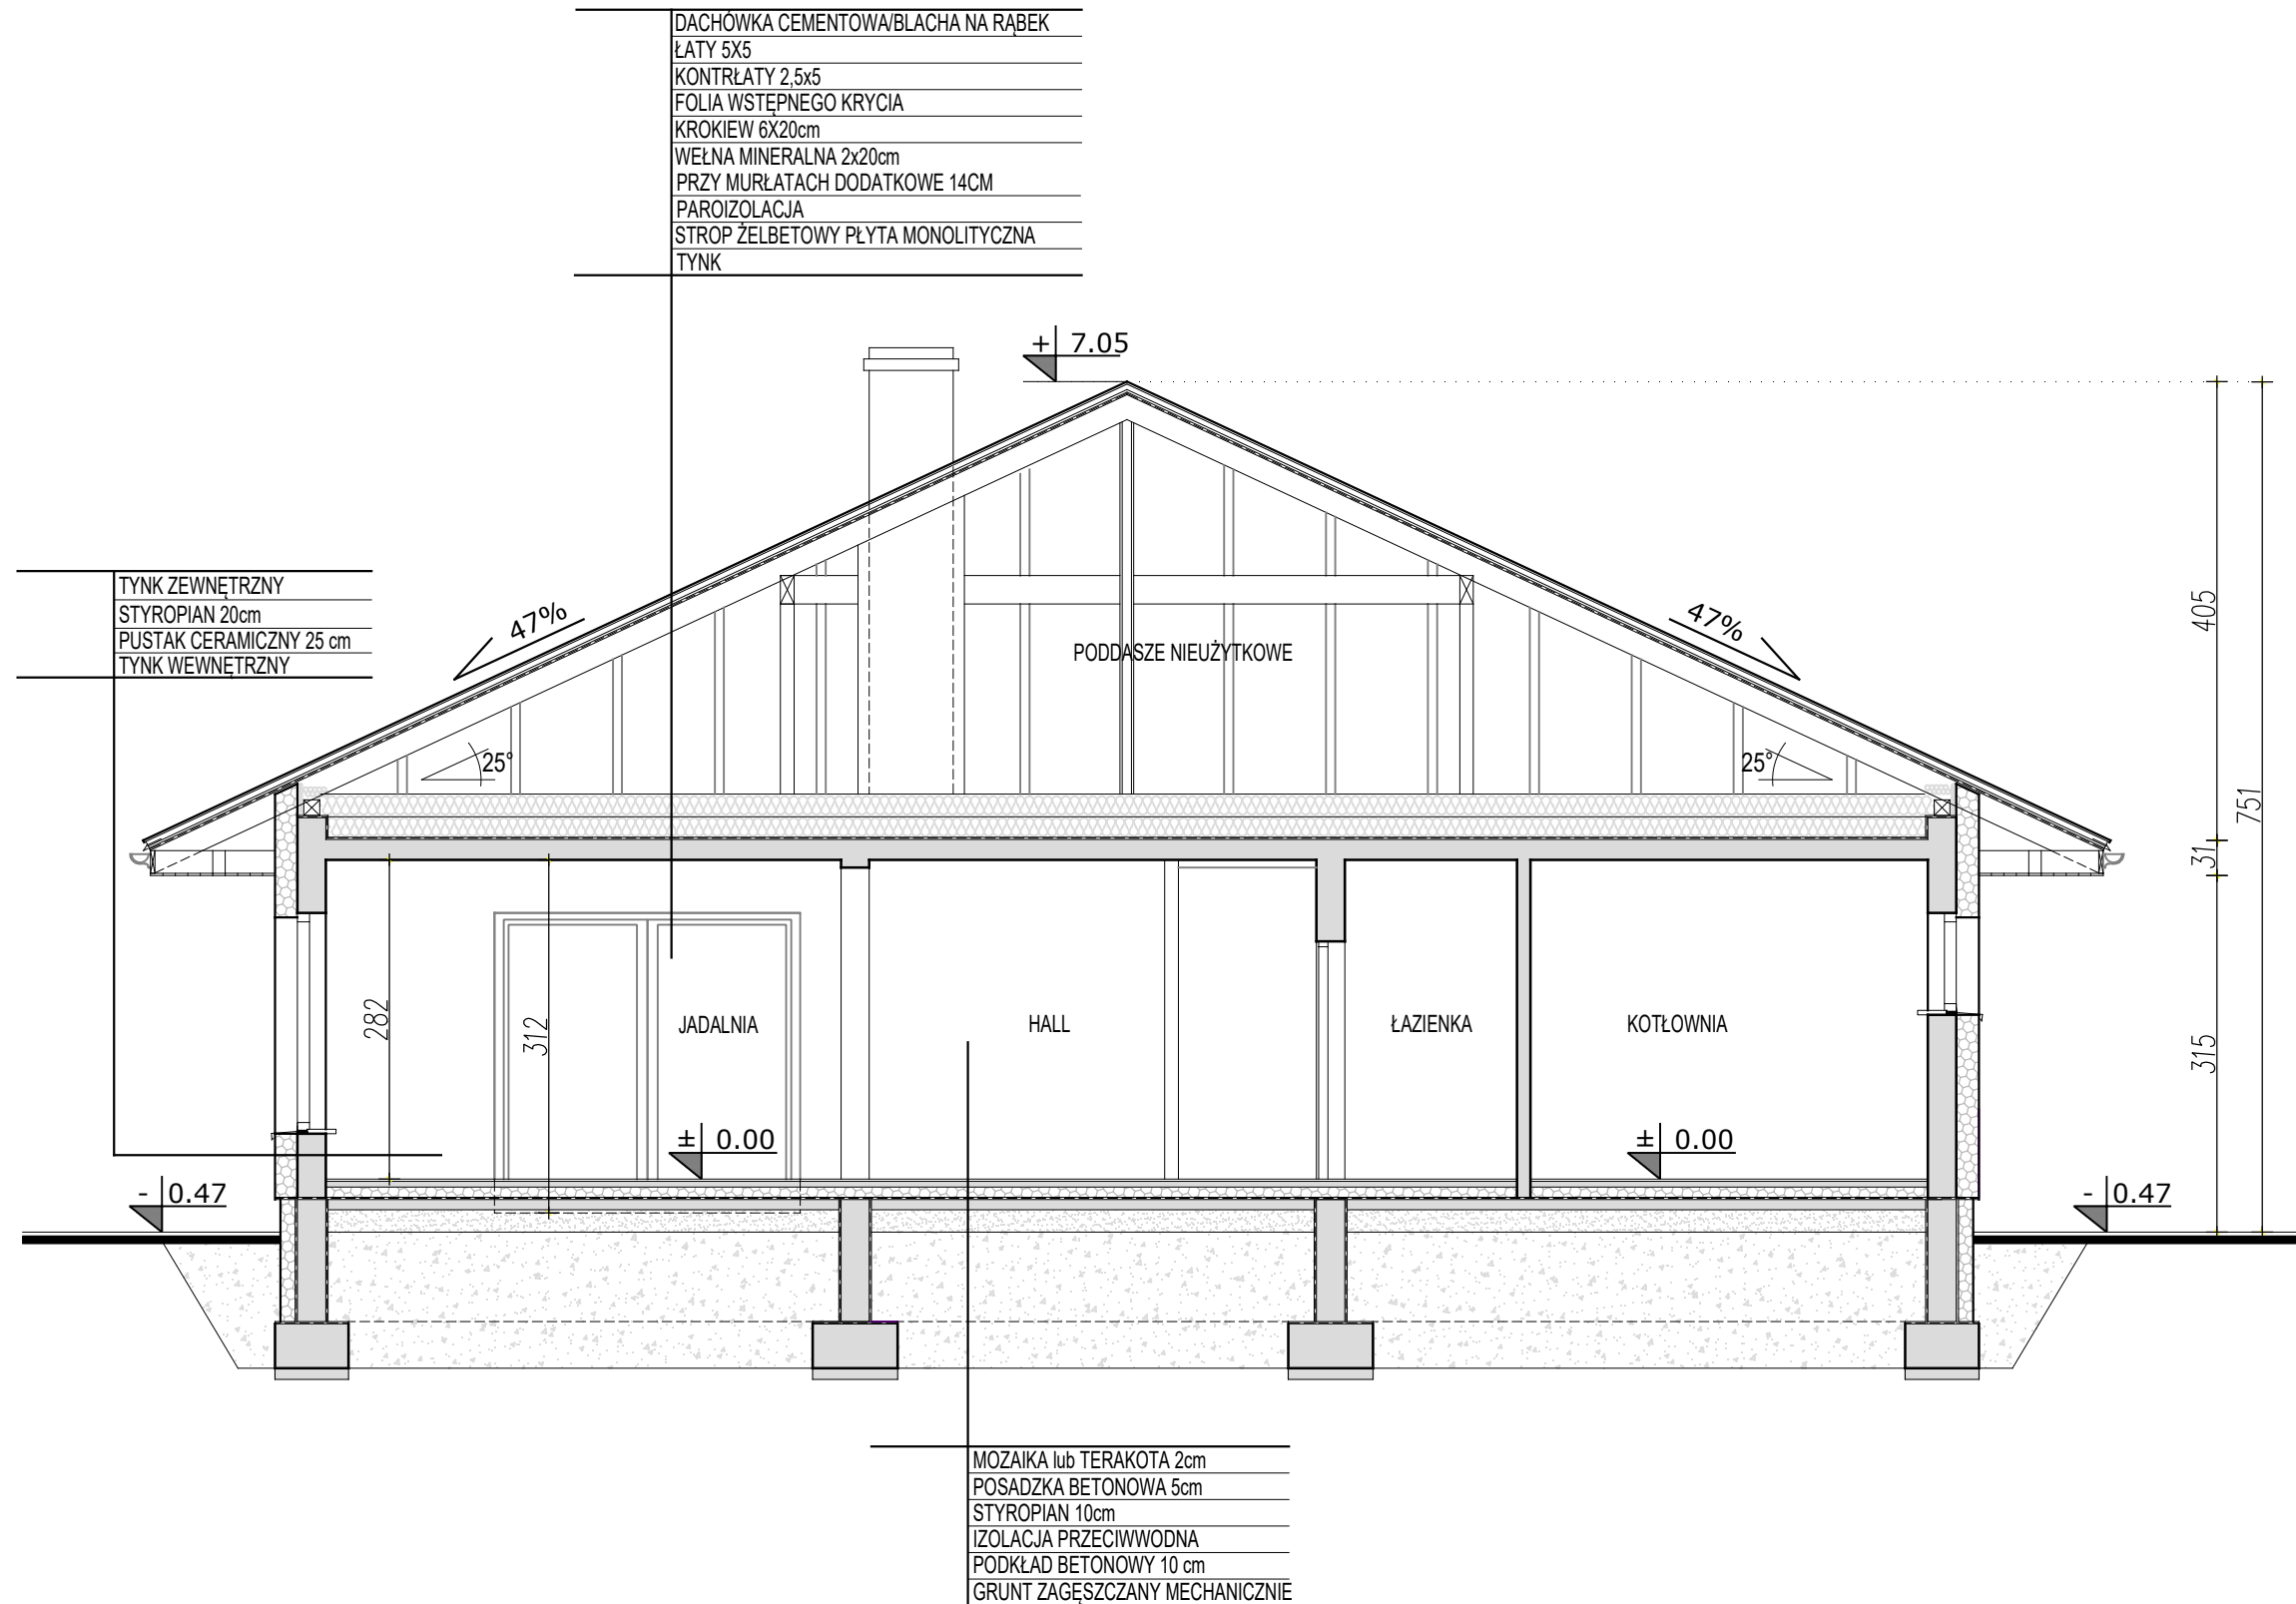 DACHÓWKA CEMENTOWA/BLACHA NA RĄBEK
ŁATY 5X5
KONTRŁATY 2,5x5
FOLIA WSTĘPNEGO KRYCIA
KROKIEW 6X20cm
WEŁNA MINERALNA 2x20cm
PRZY MURŁATACH DODATKOWE 14CM
PAROIZOLACJA
STROP ŻELBETOWY PŁYTA MONOLITYCZNA
TYNK
+ 7.05
TYNK ZEWNĘTRZNY
STYROPIAN 20cm
PUSTAK CERAMICZNY 25 cm
TYNK WEWNĘTRZNY
47%
47%
405
PODDASZE NIEUŻYTKOWE
25°
25°
751
31
282
312
JADALNIA
HALL
ŁAZIENKA
KOTŁOWNIA
315
± 0.00
± 0.00
- 0.47
- 0.47
MOZAIKA lub TERAKOTA 2cm
POSADZKA BETONOWA 5cm
STYROPIAN 10cm
IZOLACJA PRZECIWWODNA
PODKŁAD BETONOWY 10 cm
GRUNT ZAGĘSZCZANY MECHANICZNIE